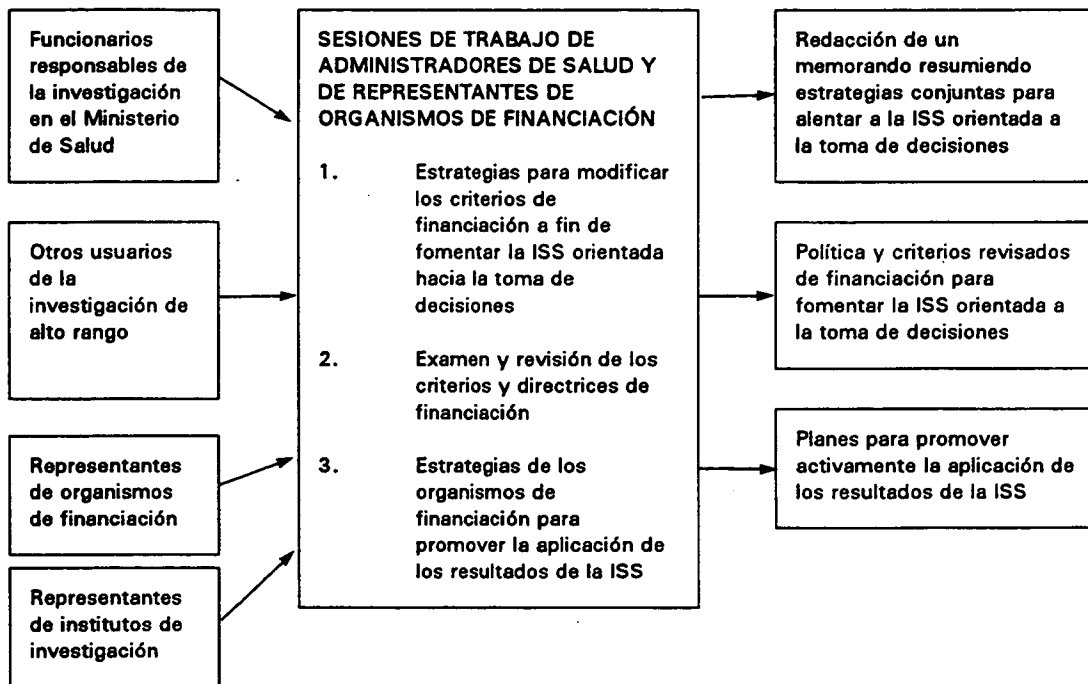 Funcionarios
responsables de
la investigación
en el Ministerio
de Salud
Otros usuarios
de la
investigación de
alto rango
Representantes
de organismos
de financiación
Representantes
de institutos de
investigación
SESIONES DE TRABAJO DE
ADMINISTRADORES DE SALUD Y
DE REPRESENTANTES DE
ORGANISMOS DE FINANCIACIÓN
1. Estrategias para modificar
los criterios de
financiación a fin de
fomentar la ISS orientada
hacia la toma de
decisiones
2. Examen y revisión de los
criterios y directrices de
financiación
3. Estrategias de los
organismos de
financiación para
promover la aplicación de
los resultados de la ISS
Redacción de un
memorando resumiendo
estrategias conjuntas para
alentar a la ISS orientada a
la toma de decisiones
Política y criterios revisados
de financiación para
fomentar la ISS orientada a
la toma de decisiones
Planes para promover
activamente la aplicación de
los resultados de la ISS